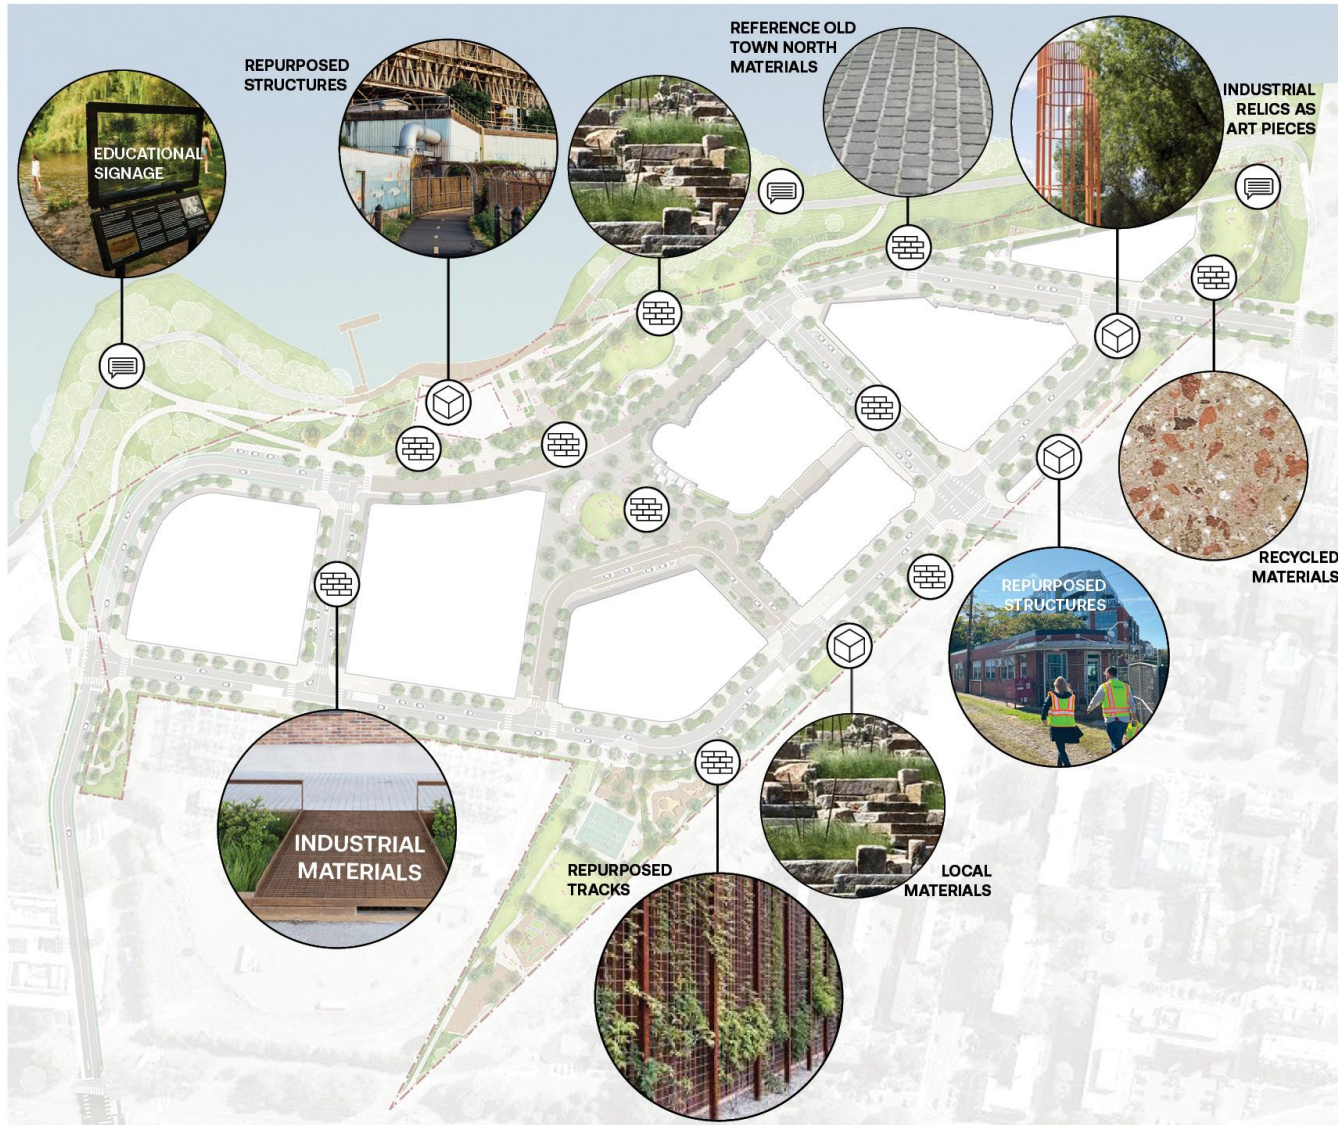 REPURPOSED
STRUCTURES
REFERENCE OLD
TOWN NORTH
MATERIALS
INDUSTRIAL
RELICS AS
ART PIECES
EDUCATIONAL
SIGNAGE
RECYCLED
MATERIALS
REPURPOSED
STRUCTURES
INDUSTRIAL
MATERIALS
REPURPOSED
TRACKS
LOCAL
MATERIALS